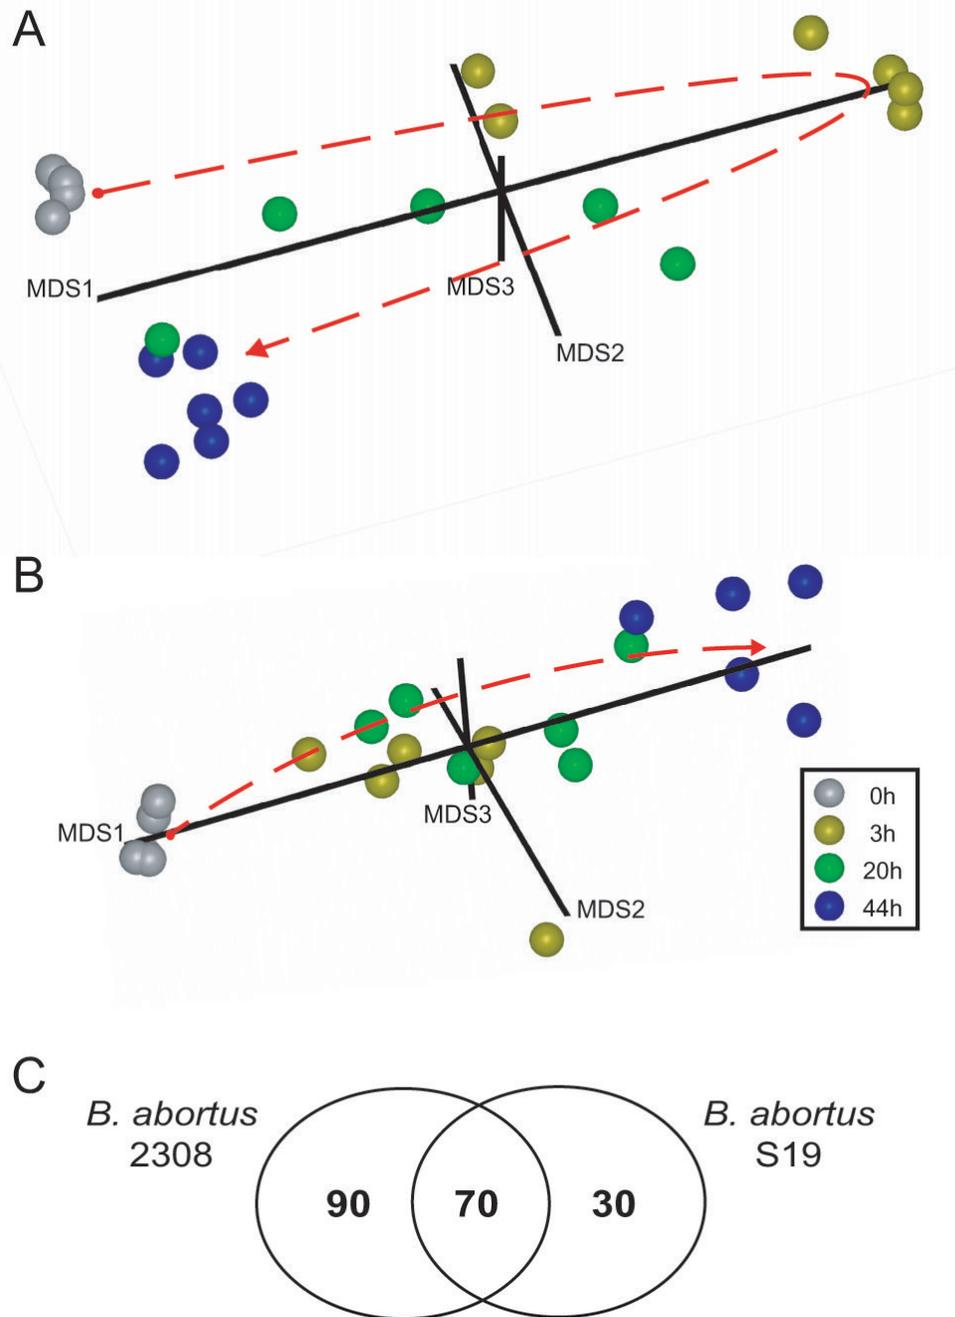 A
MDS1
MDS3
MDS2
B
MDS1
MDS3
MDS2
0h
3h
20h
44h
C
B. abortus
2308
B. abortus
S19
90
70
30